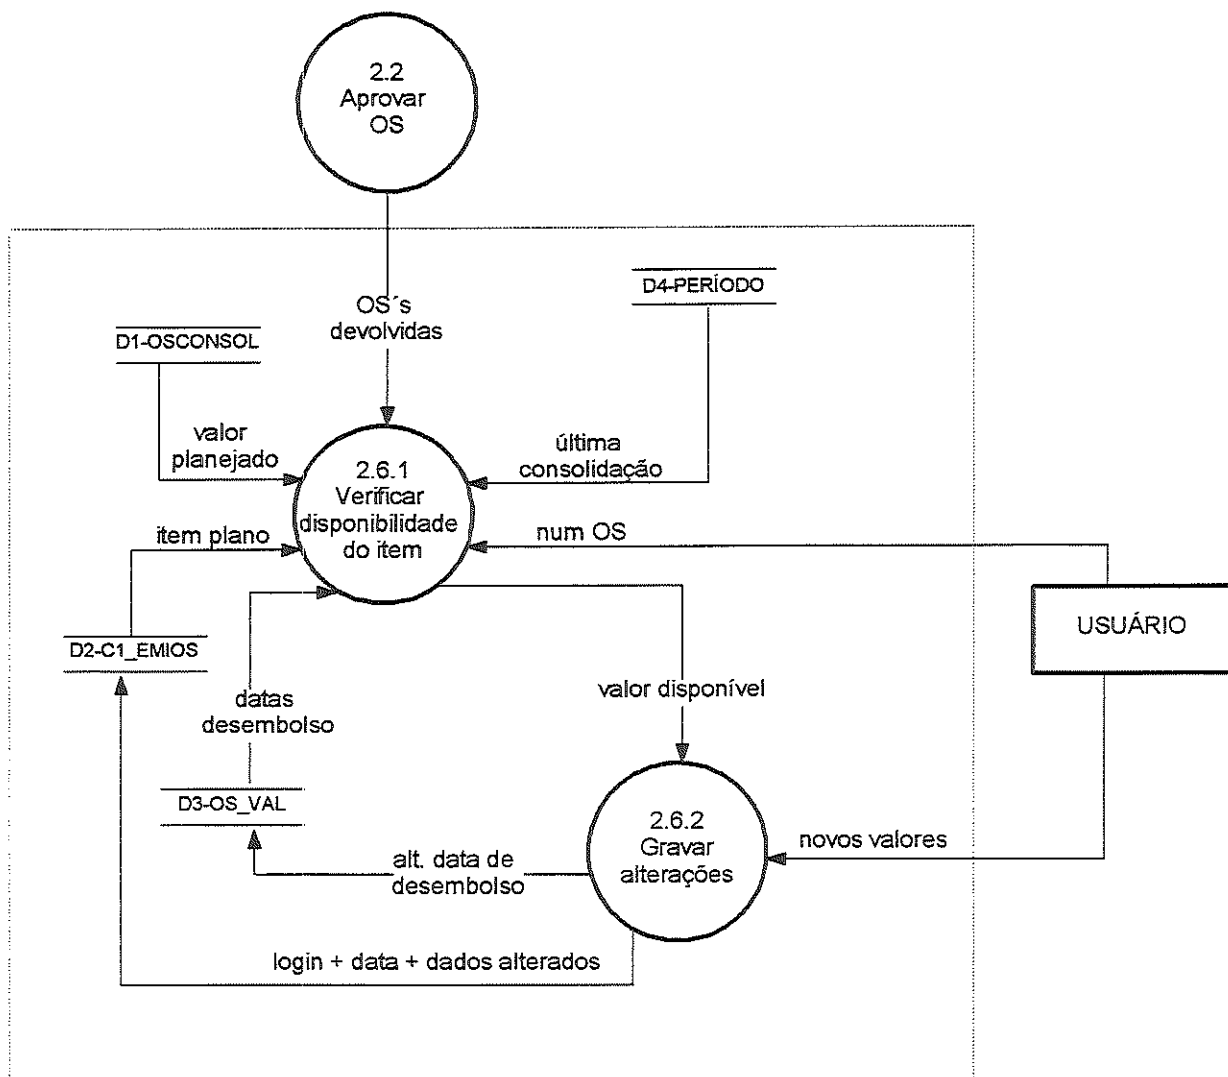 2.2
Aprovar
OS
OS´s
devolvidas
D4-PERÍODO
D1-OSCONSOL
valor
planejado
última
consolidação
2.6.1
Verificar
disponibilidade
do item
item plano
num OS
USUÁRIO
D2-C1_EMIOS
datas
desembolso
valor disponível
D3-OS_VAL
2.6.2
Gravar
alterações
novos valores
alt. data de
desembolso
login + data + dados alterados